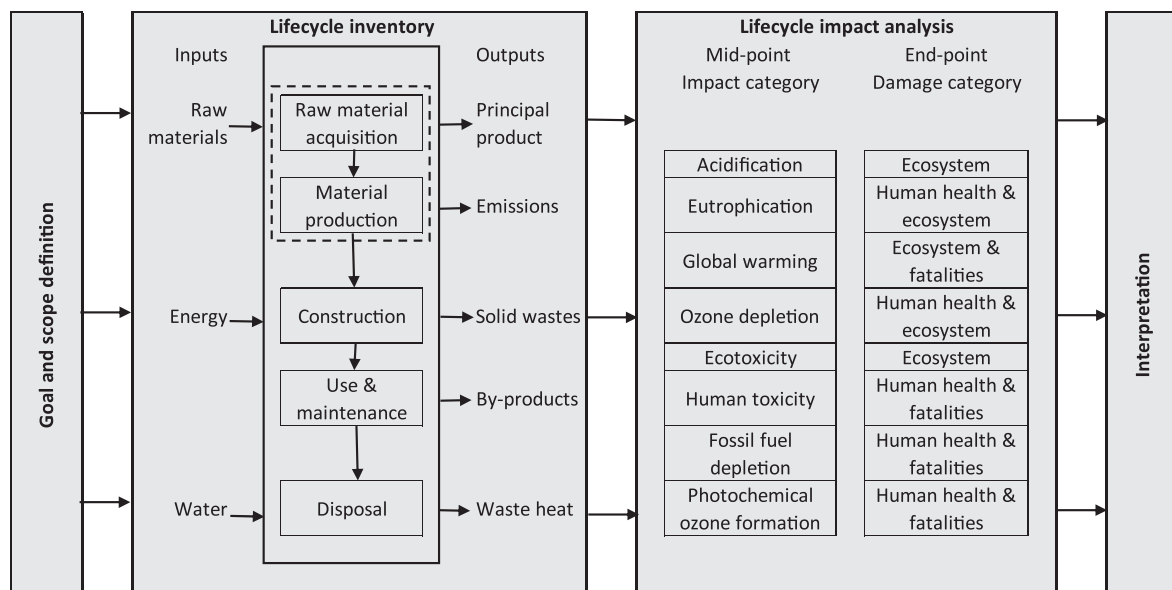 Goal and scope definition
Lifecycle inventory
Inputs
Outputs
Raw
materials
Energy
Water
Raw material
acquisition
Material
production
Construction
Use &
maintenance
Disposal
Principal
product
Emissions
Solid wastes
By-products
Waste heat
Lifecycle impact analysis
Mid-point
Impact category
End-point
Damage category
Acidification
Ecosystem
Eutrophication
Human health &
ecosystem
Global warming
Ecosystem &
fatalities
Ozone depletion
Human health &
ecosystem
Ecotoxicity
Ecosystem
Human toxicity
Human health &
fatalities
Fossil fuel
depletion
Human health &
fatalities
Photochemical
ozone formation
Human health &
fatalities
Interpretation